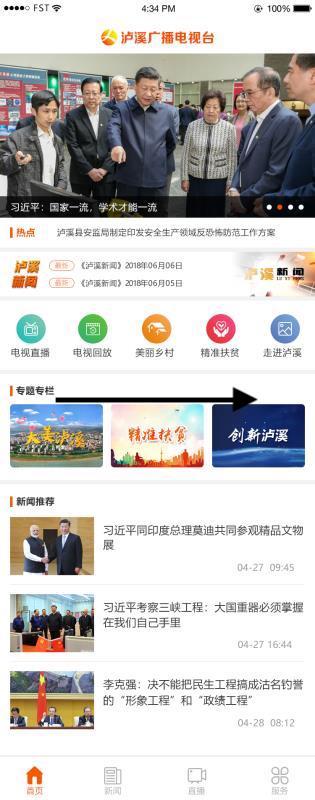 FST 4:34 PM 100%
泸溪广播电视台
习近平：国家一流，学术才能一流
热点 泸溪县安监局制定印发安全生产领域反恐怖防范工作方案
泸溪
新闻
最新 《泸溪新闻》2018年06月06日
最新 《泸溪新闻》2018年06月05日
泸溪新闻
电视直播 电视回放 美丽乡村 精准扶贫 走进泸溪
专题专栏
大美泸溪 精准扶贫 创新泸溪
新闻推荐
习近平同印度总理莫迪共同参观精品文物
展
04-27 09:45
习近平考察三峡工程：大国重器必须掌握
在我们自己手里
04-27 16:44
李克强：决不能把民生工程搞成沽名钓誉
的“形象工程”和“政绩工程”
04-28 08:12
首页 新闻 直播 服务